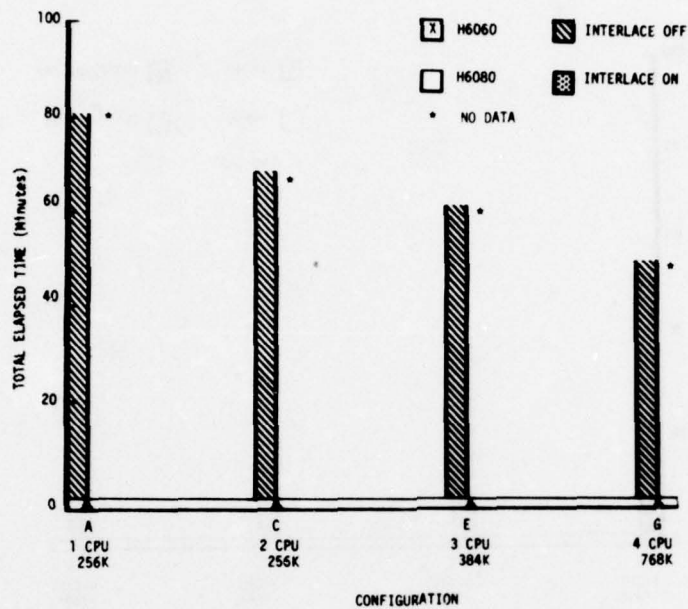 100
X H6060
INTERLACE OFF
H6080
INTERLACE ON
* NO DATA
80
*
*
60
*
40
*
20
0
TOTAL ELAPSED TIME (Minutes)
A
1 CPU
256K
C
2 CPU
256K
E
3 CPU
384K
G
4 CPU
768K
CONFIGURATION